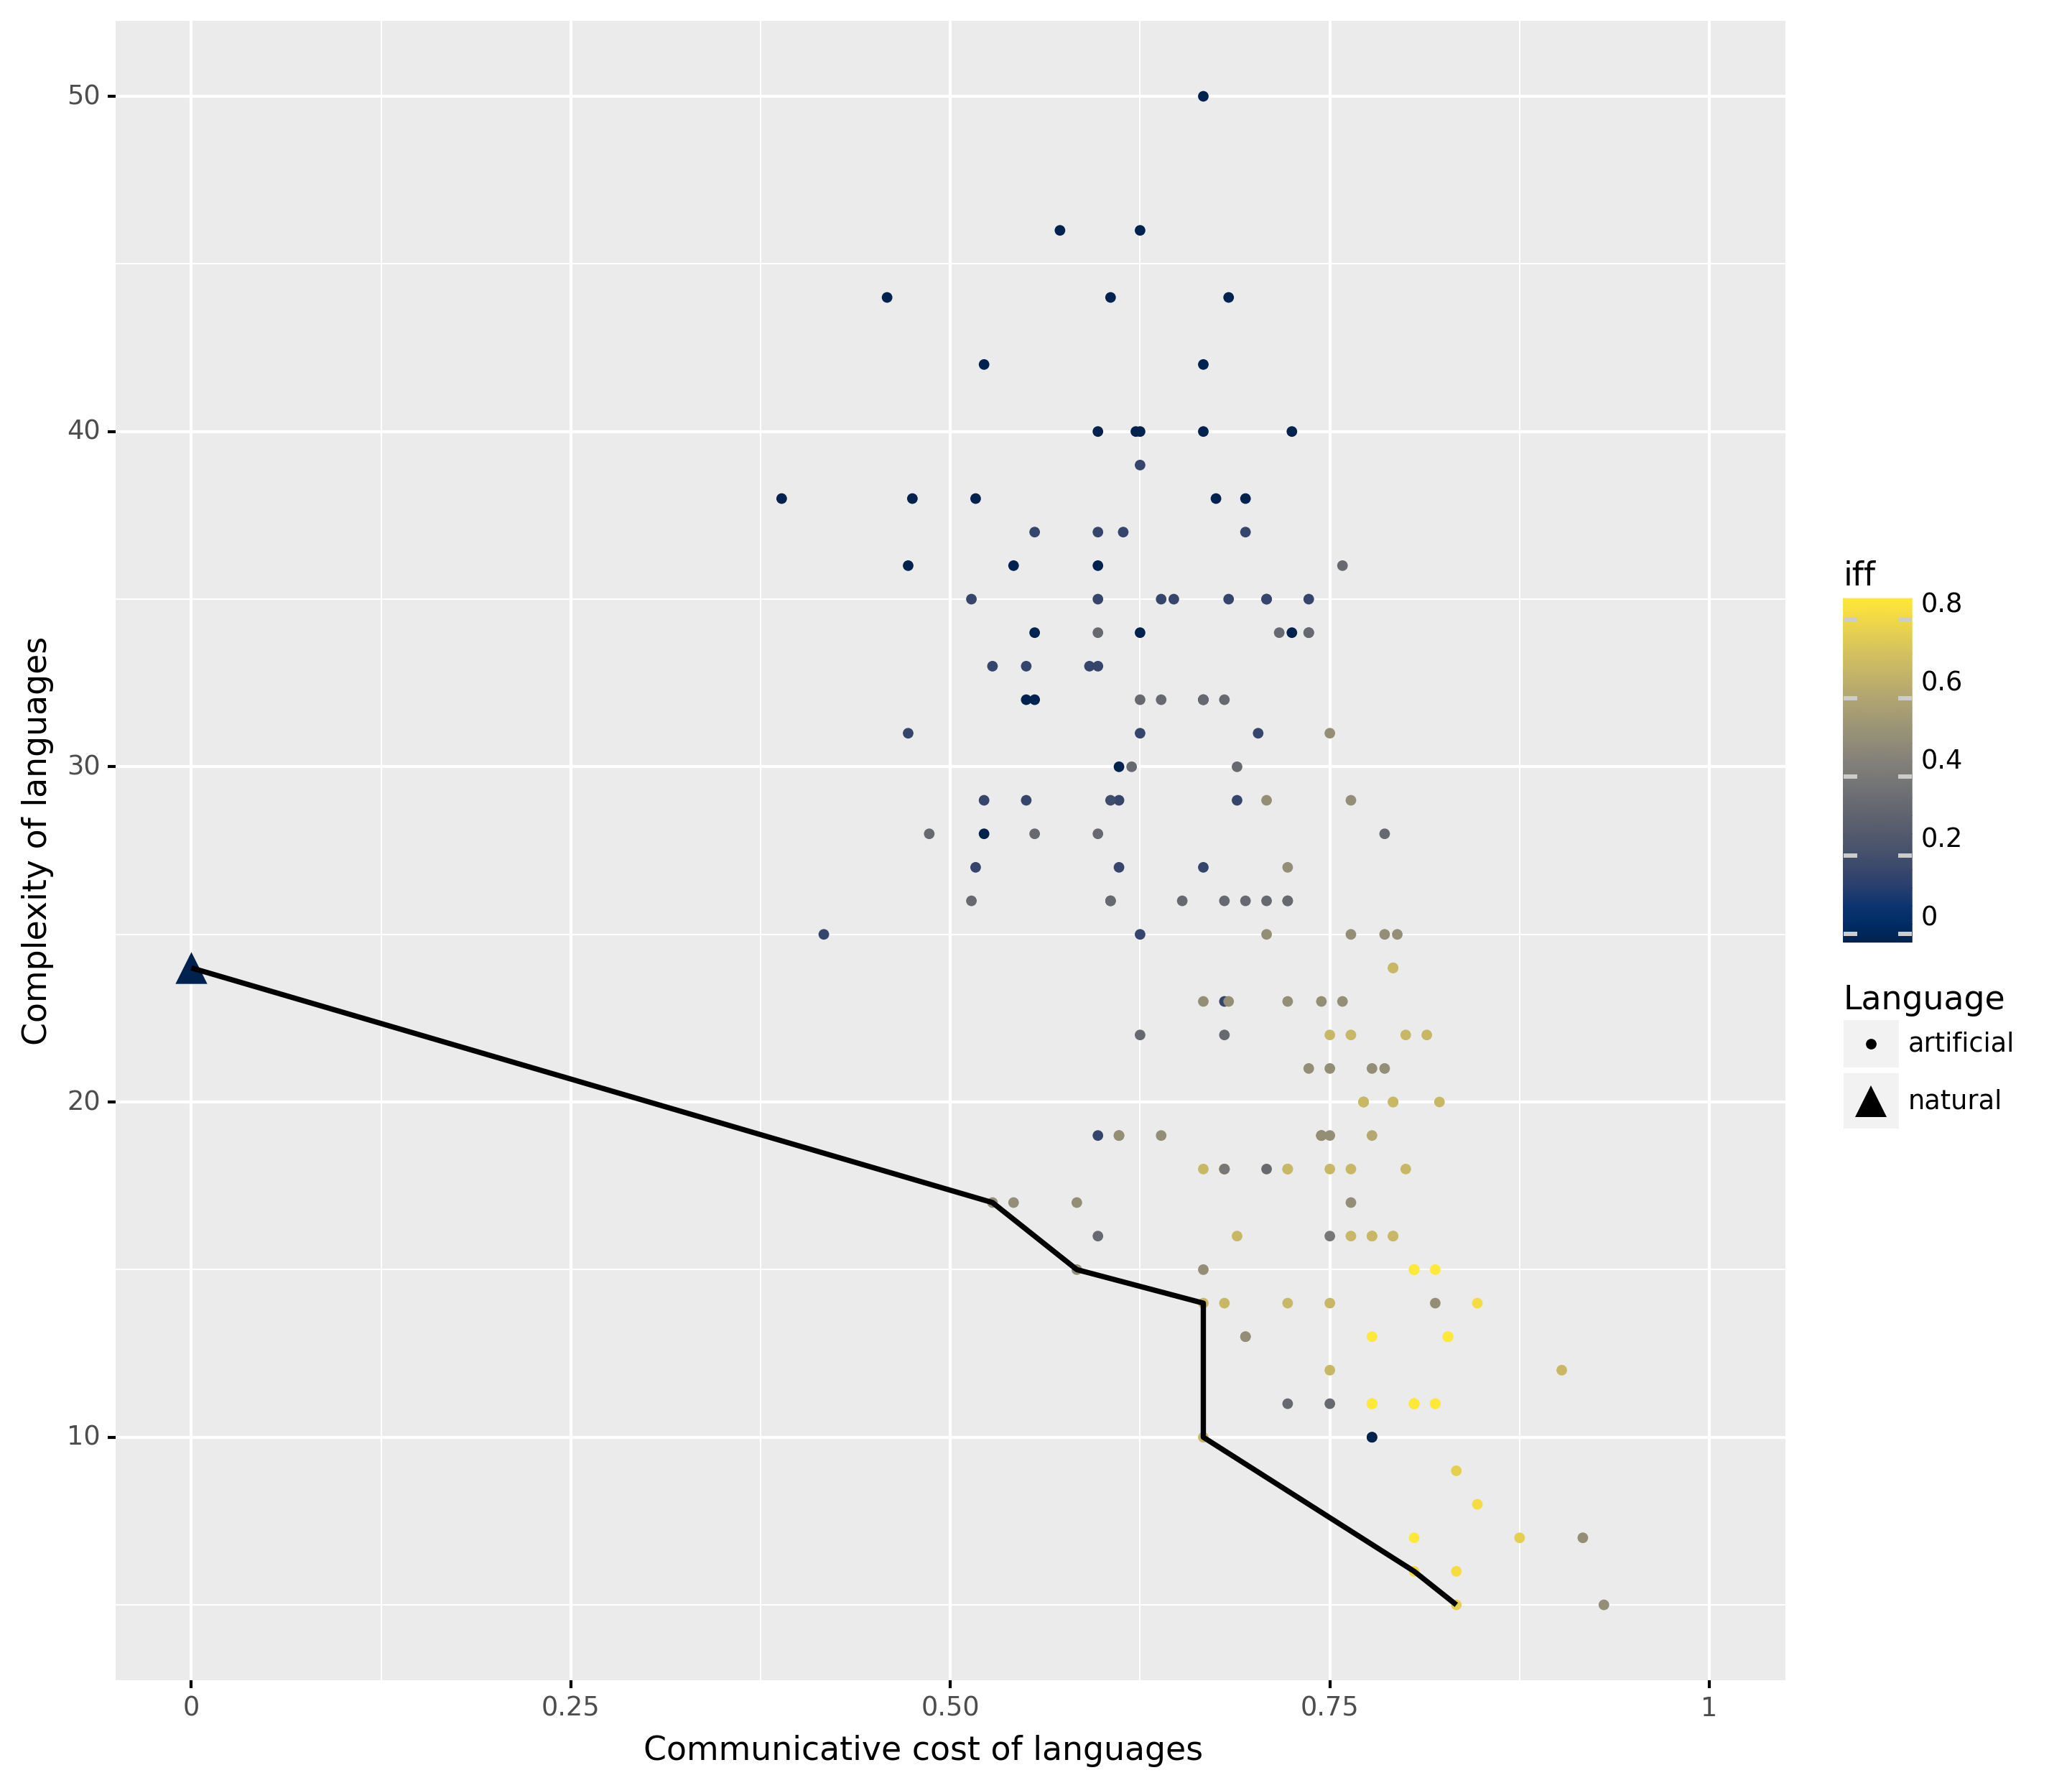 50
40
30
20
10
Complexity of languages
0
0.25
0.50
0.75
1
Communicative cost of languages
iff
0.8
0.6
0.4
0.2
0
Language
artificial
natural